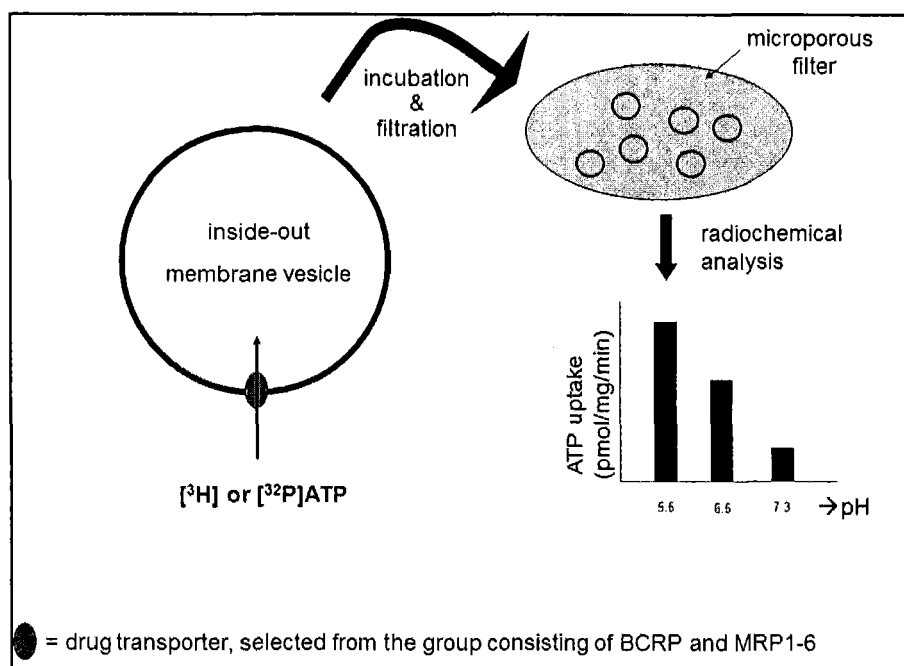 incubation
&
filtration
microporous
filter
inside-out
membrane vesicle
[³H] or [³²P]ATP
radiochemical
analysis
ATP uptake
(pmol/mg/min)
5.6 6.5 7.3 →pH
= drug transporter, selected from the group consisting of BCRP and MRP1-6